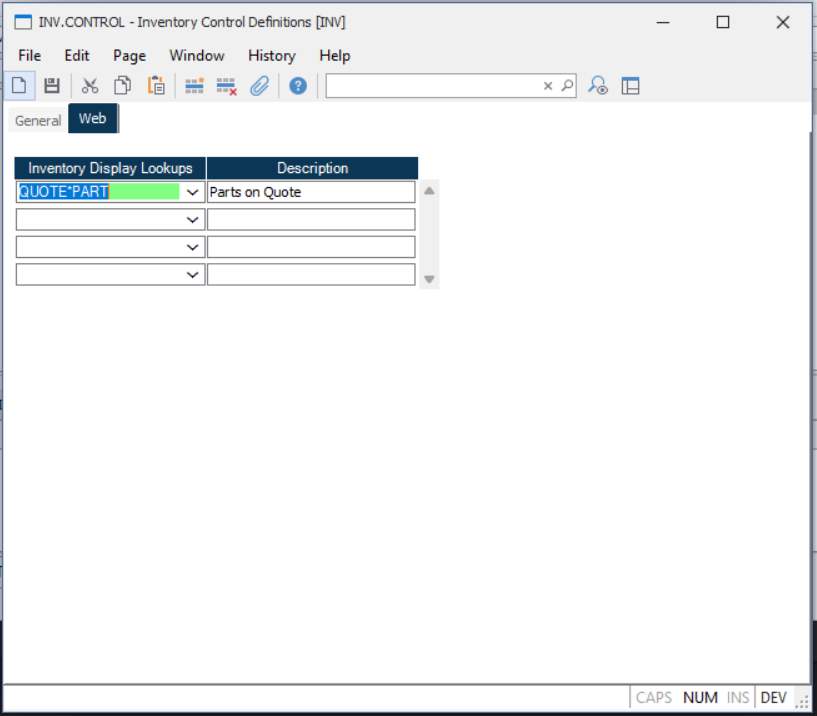 INV.CONTROL - Inventory Control Definitions [INV]
File Edit Page Window History Help
General Web
Inventory Display Lookups Description
QUOTE*PART Parts on Quote
CAPS NUM INS DEV